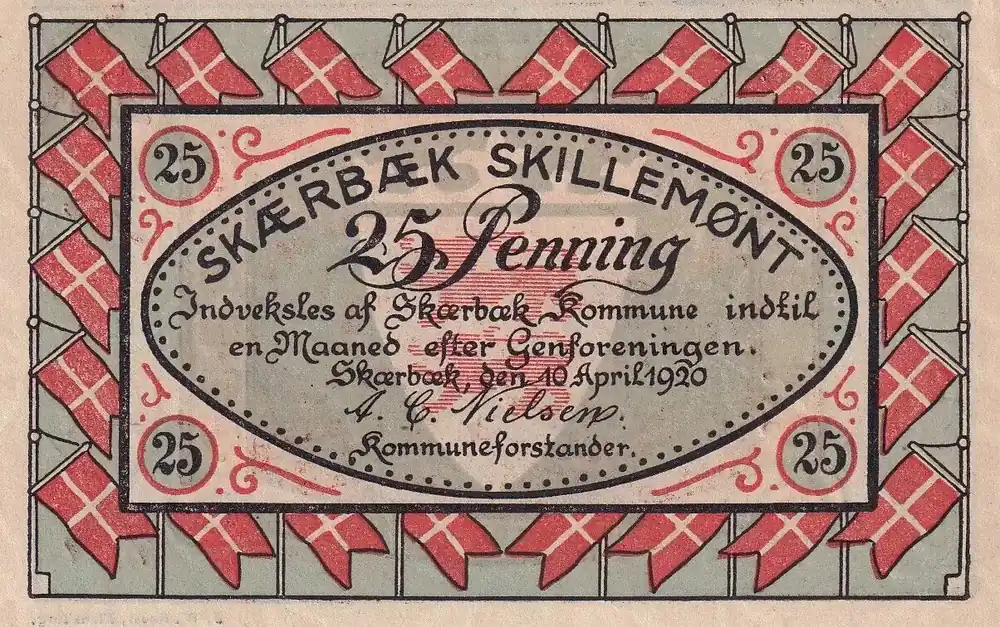 25 25
SKÆRBÆK SKILLEMØNT
25 Penning
Indveksles af Skærbæk Kommune indtil
en Maaned efter Genforeningen.
Skærbæk, den 10 April 1920
A. C. Nielsen.
Kommuneforstander.
25 25